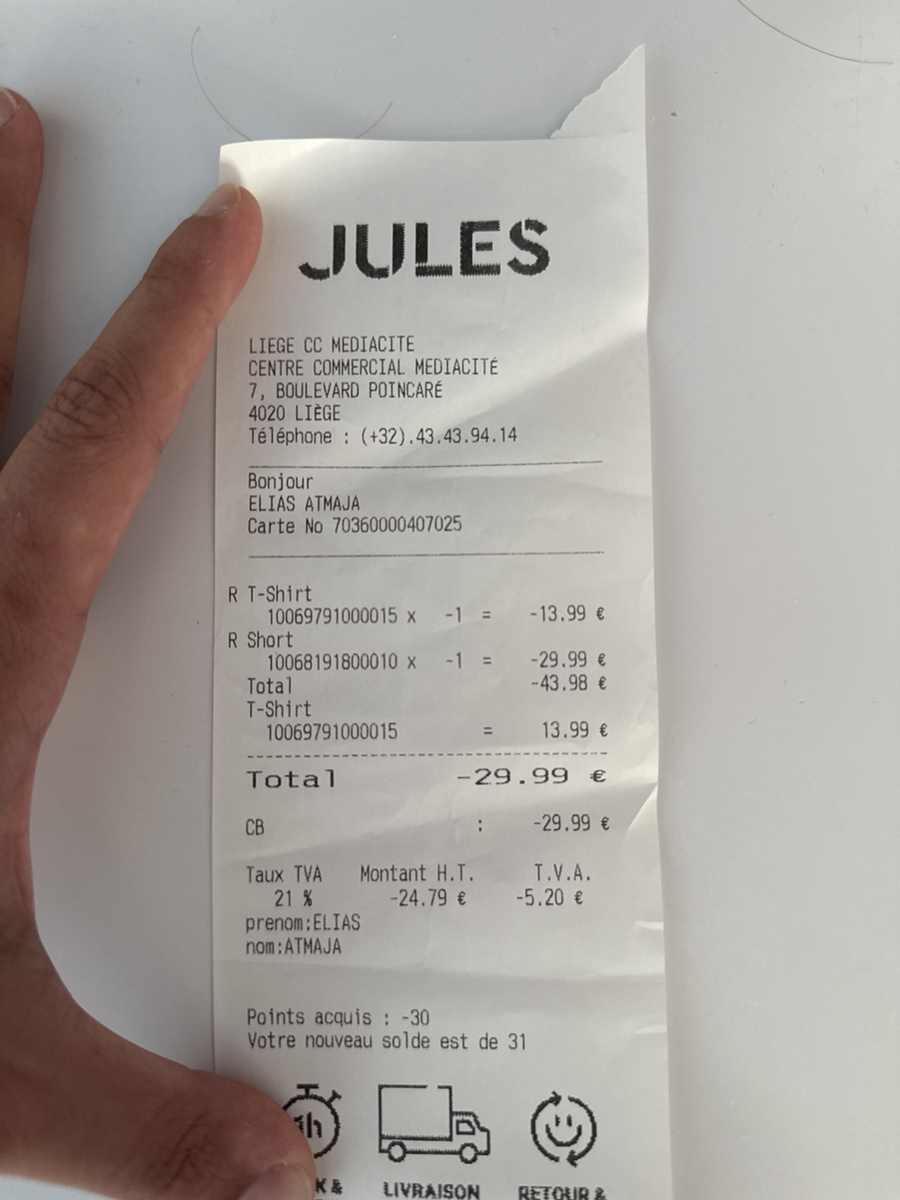 JULES
LIEGE CC MEDIACITE
CENTRE COMMERCIAL MEDIACITÉ
7, BOULEVARD POINCARÉ
4020 LIÈGE
Téléphone : (+32).43.43.94.14
Bonjour
ELIAS ATMAJA
Carte No 70360000407025
R T-Shirt
10069791000015 x -1 = -13.99 €
R Short
10068191800010 x -1 = -29.99 €
Total -43.98 €
T-Shirt
10069791000015 = 13.99 €
Total -29.99 €
CB : -29.99 €
Taux TVA Montant H.T. T.V.A.
21 % -24.79 € -5.20 €
prenom:ELIAS
nom:ATMAJA
Points acquis : -30
Votre nouveau solde est de 31
h
K & LIVRAISON RETOUR &